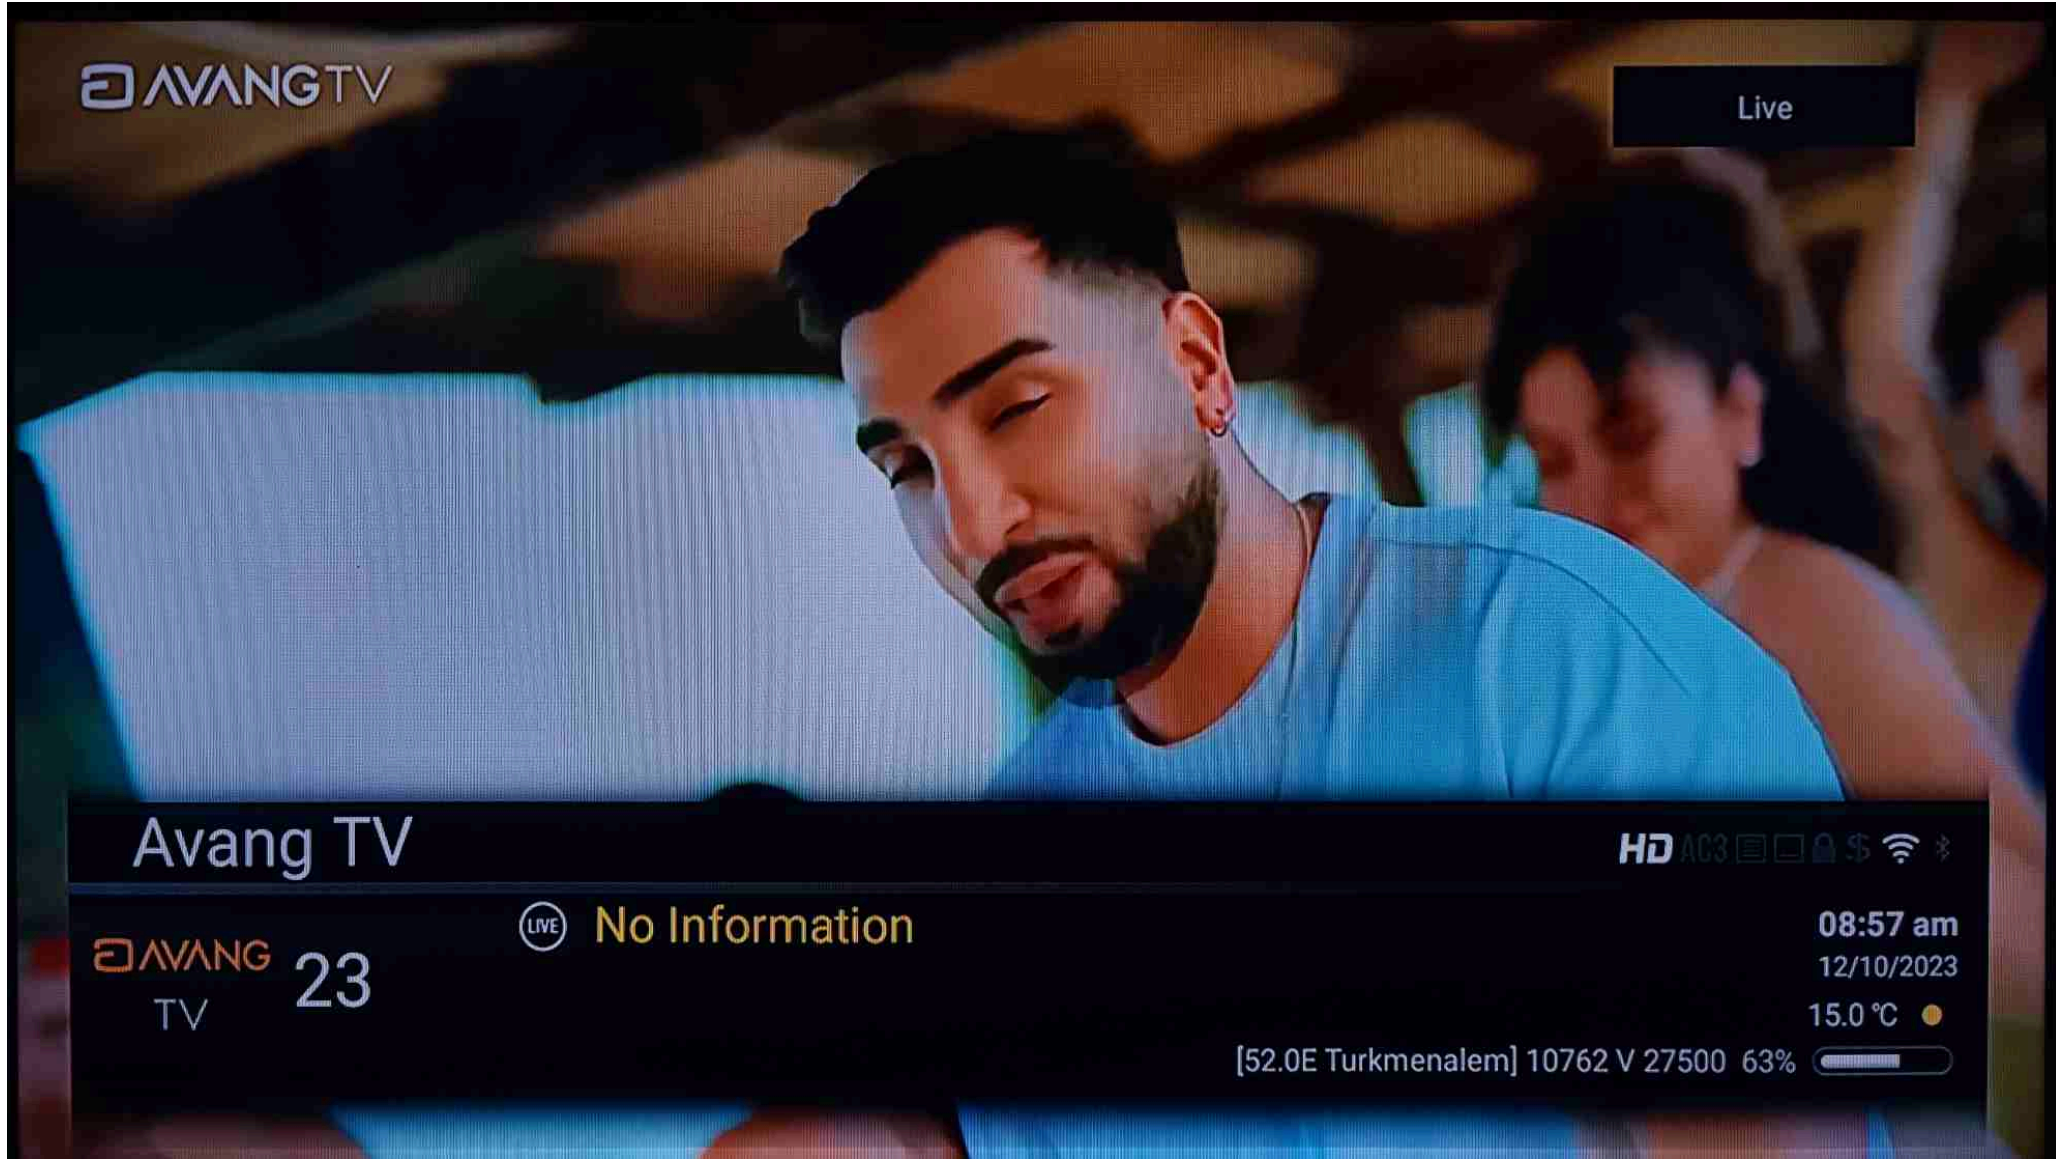 AVANGTV
Live
Avang TV
HD AC3 $
LIVE No Information
08:57 am
AVANG
TV
23
12/10/2023
15.0 °C
[52.0E Turkmenalem] 10762 V 27500 63%